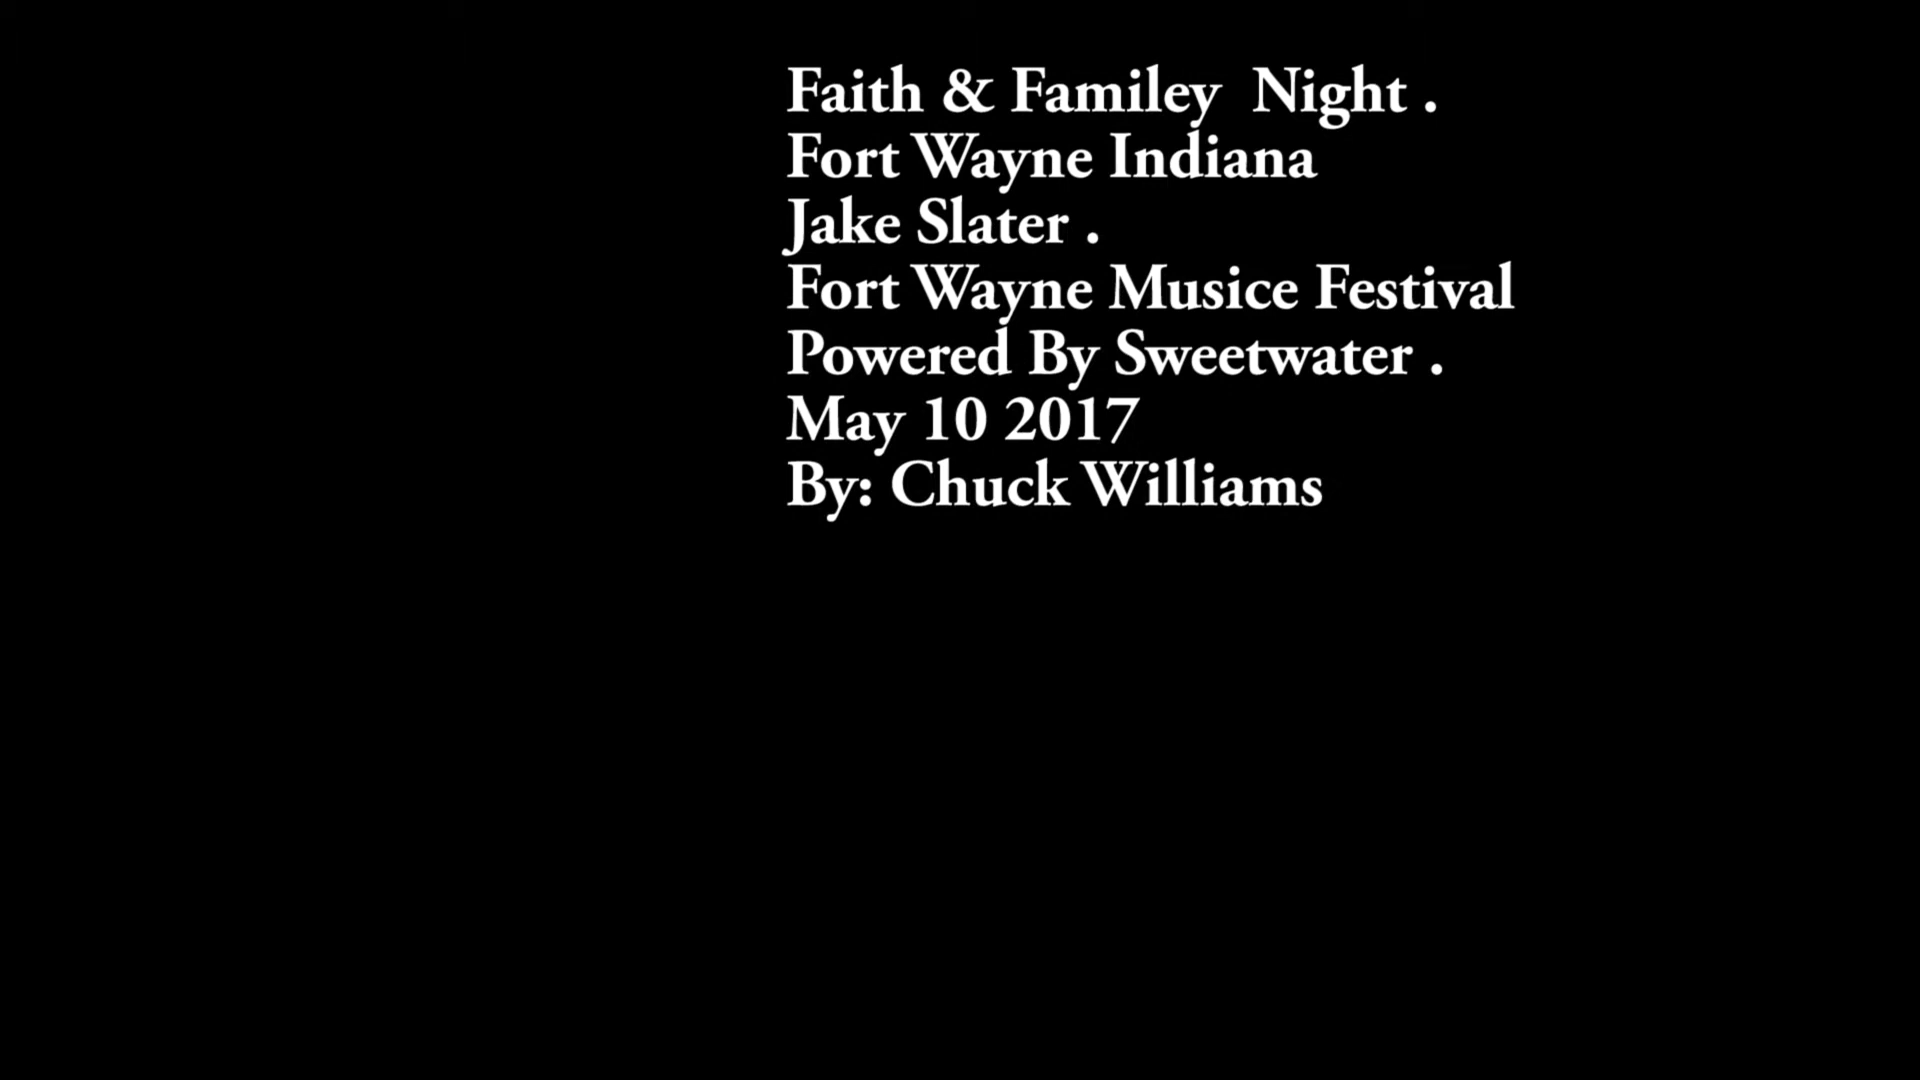 Faith & Familey  Night .
Fort Wayne Indiana
Jake Slater .
Fort Wayne Musice Festival
Powered By Sweetwater .
May 10 2017
By: Chuck Williams